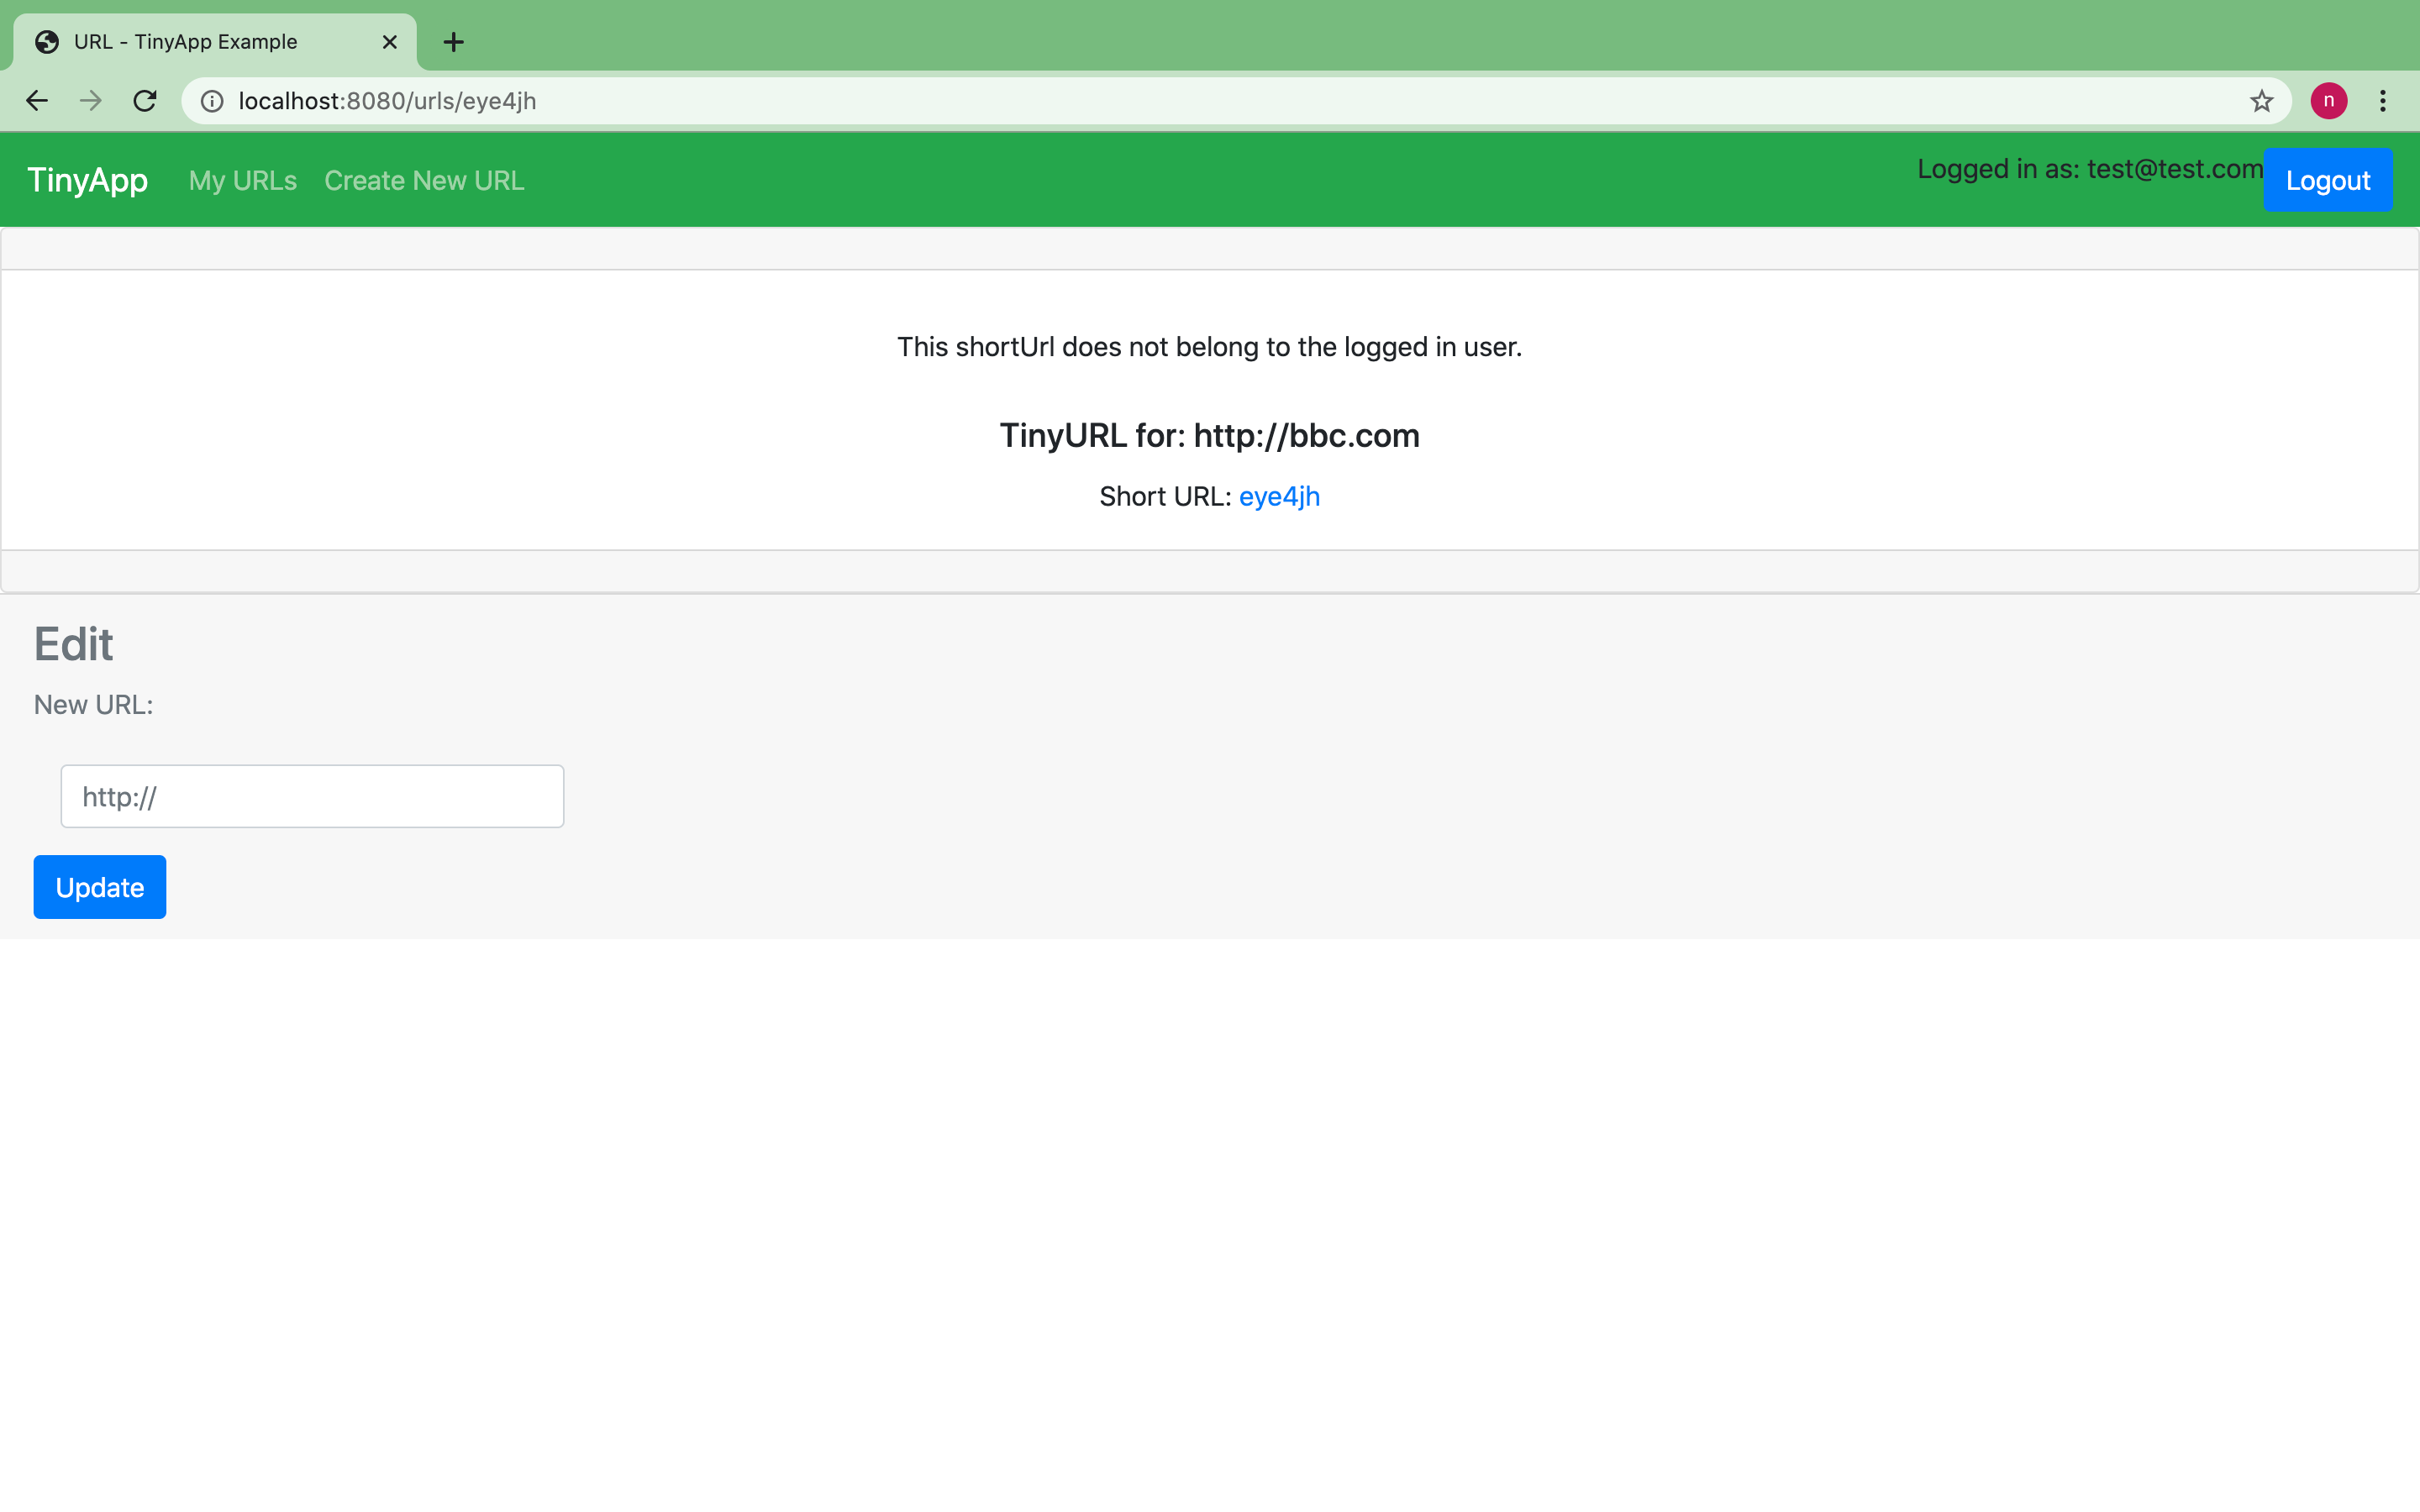 URL - TinyApp Example
localhost:8080/urls/eye4jh
n
TinyApp My URLs Create New URL Logged in as: test@test.com Logout
This shortUrl does not belong to the logged in user.
TinyURL for: http://bbc.com
Short URL: eye4jh
Edit
New URL:
http://
Update